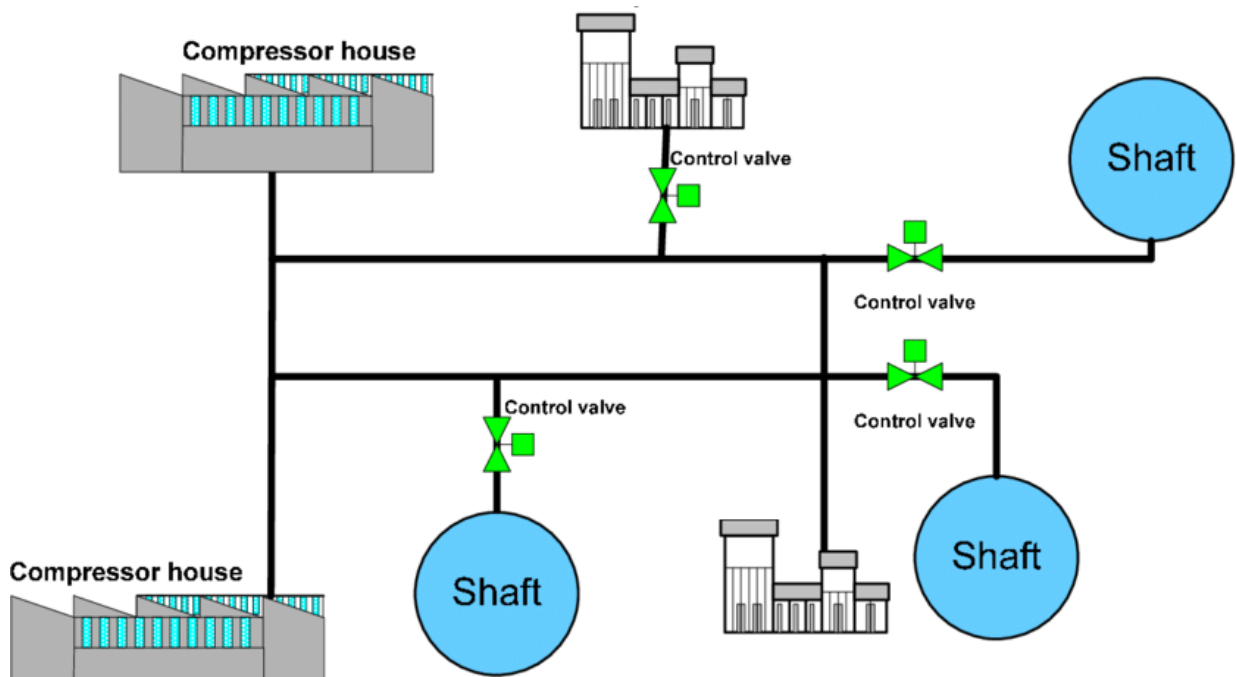 Compressor house
Control valve
Shaft
Control valve
Control valve
Control valve
Shaft
Shaft
Compressor house